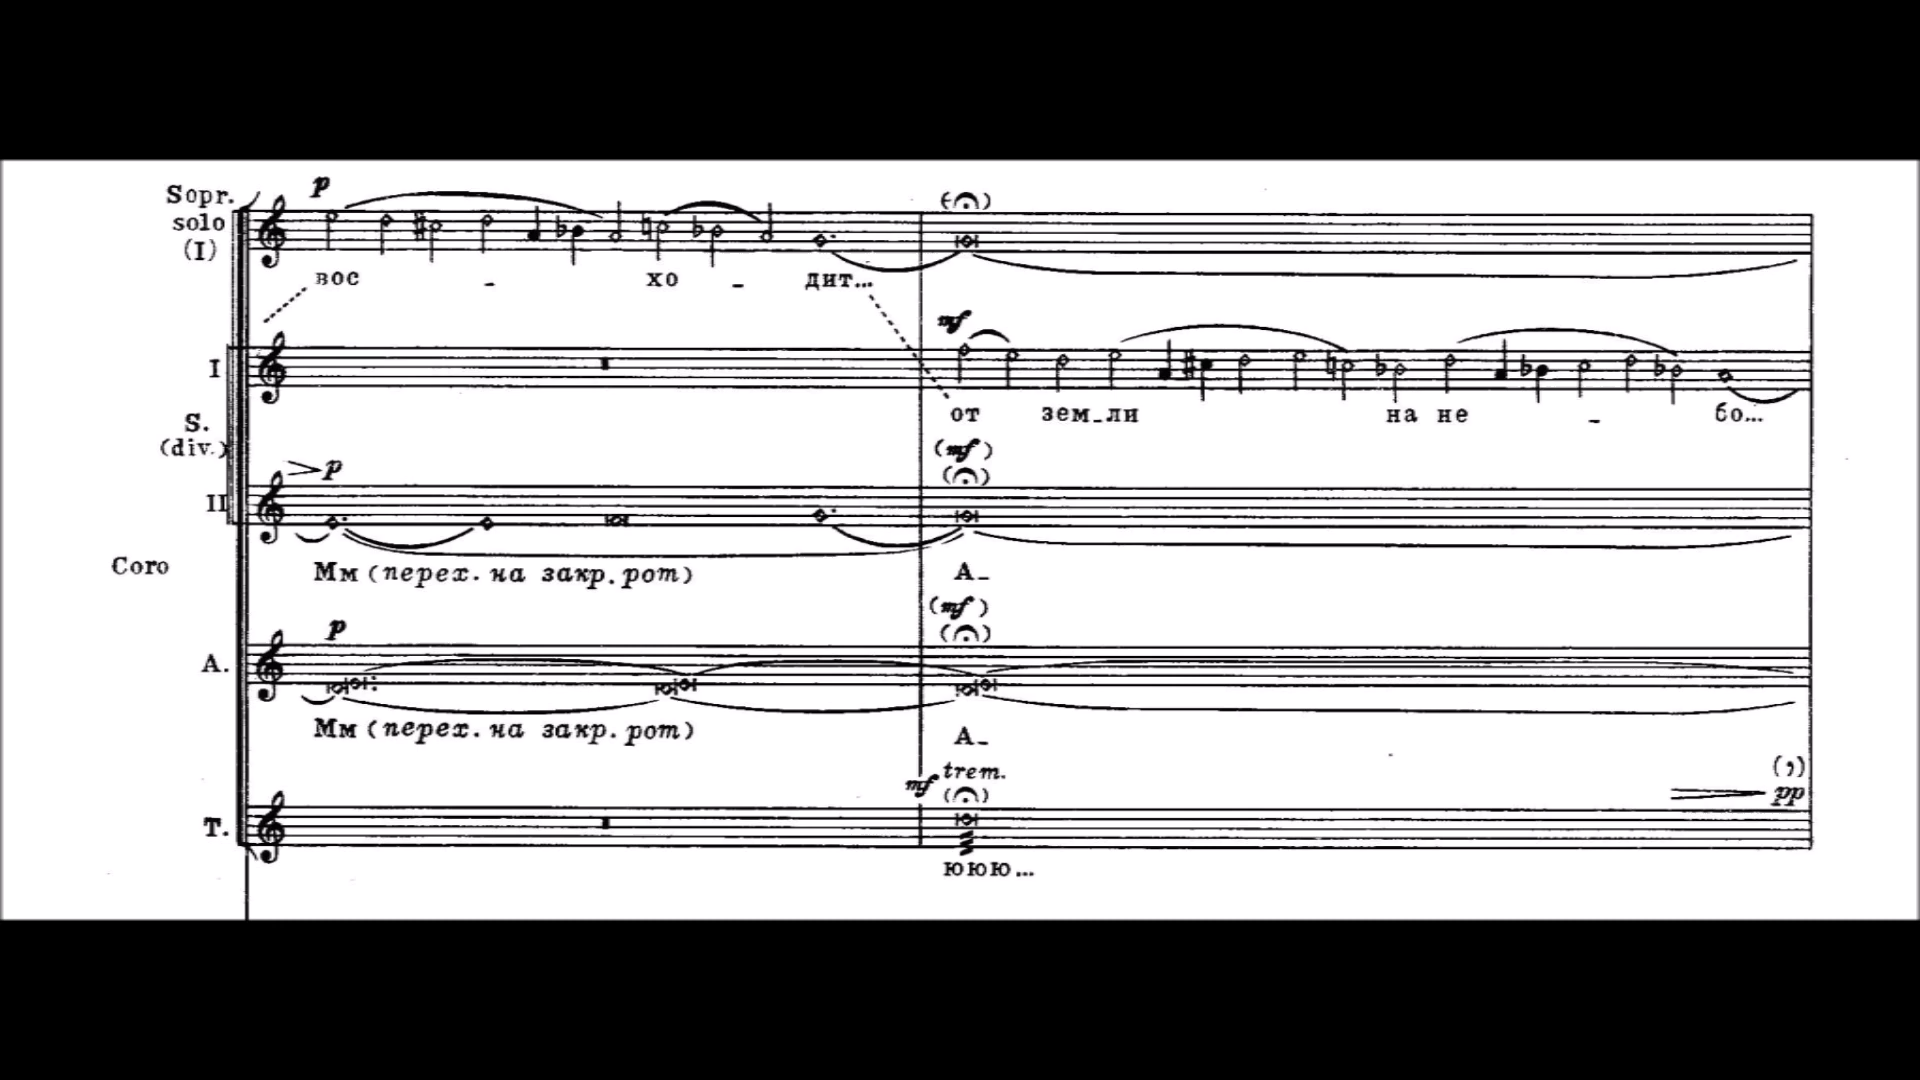 Sopr.
solo
(I)
p
вос - хо - дит...
I
mf
от зем-ли на не - бо...
S.
(div.)
(mf)
II
p
Coro
Мм (перех. на закр. рот) А-
(mf)
A.
p
Мм (перех. на закр. рот) А-
mf trem.
(,)
pp
T.
ююю...